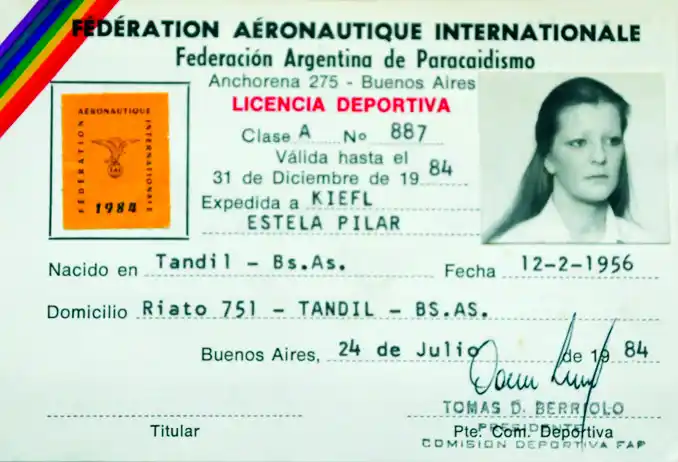 FÉDÉRATION AÉRONAUTIQUE INTERNATIONALE
Federación Argentina de Paracaidismo
Anchorena 275 - Buenos Aires
LICENCIA DEPORTIVA
Clase A Nº 887
Válida hasta el
31 de Diciembre de 19 84
Expedida a KIEFL
ESTELA PILAR
FÉDÉRATION
AÉRONAUTIQUE
INTERNATIONALE
1984
Nacido en Tandil - Bs.As. Fecha 12-2-1956
Domicilio Riato 751 - TANDIL - BS.AS.
Buenos Aires, 24 de Julio de 19 84
TOMAS D. BERRIOLO
PRESIDENTE
Titular Pte. Com. Deportiva
COMISION DEPORTIVA FAP